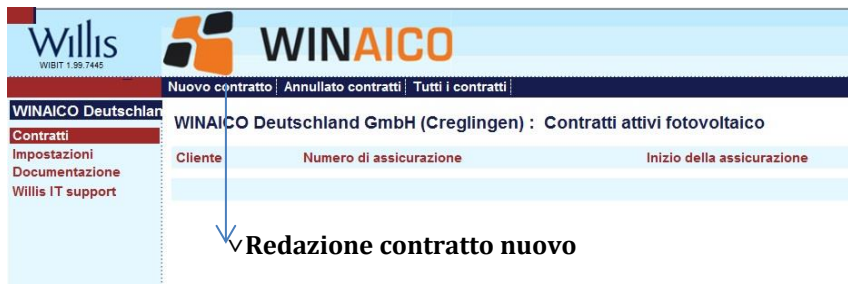 Willis
WIBIT 1.99.7445
WINAICO
Nuovo contratto Annullato contratti Tutti i contratti
WINAICO Deutschlan
WINAICO Deutschland GmbH (Creglingen) : Contratti attivi fotovoltaico
Contratti
Impostazioni
Documentazione
Willis IT support
Cliente Numero di assicurazione Inizio della assicurazione
Redazione contratto nuovo